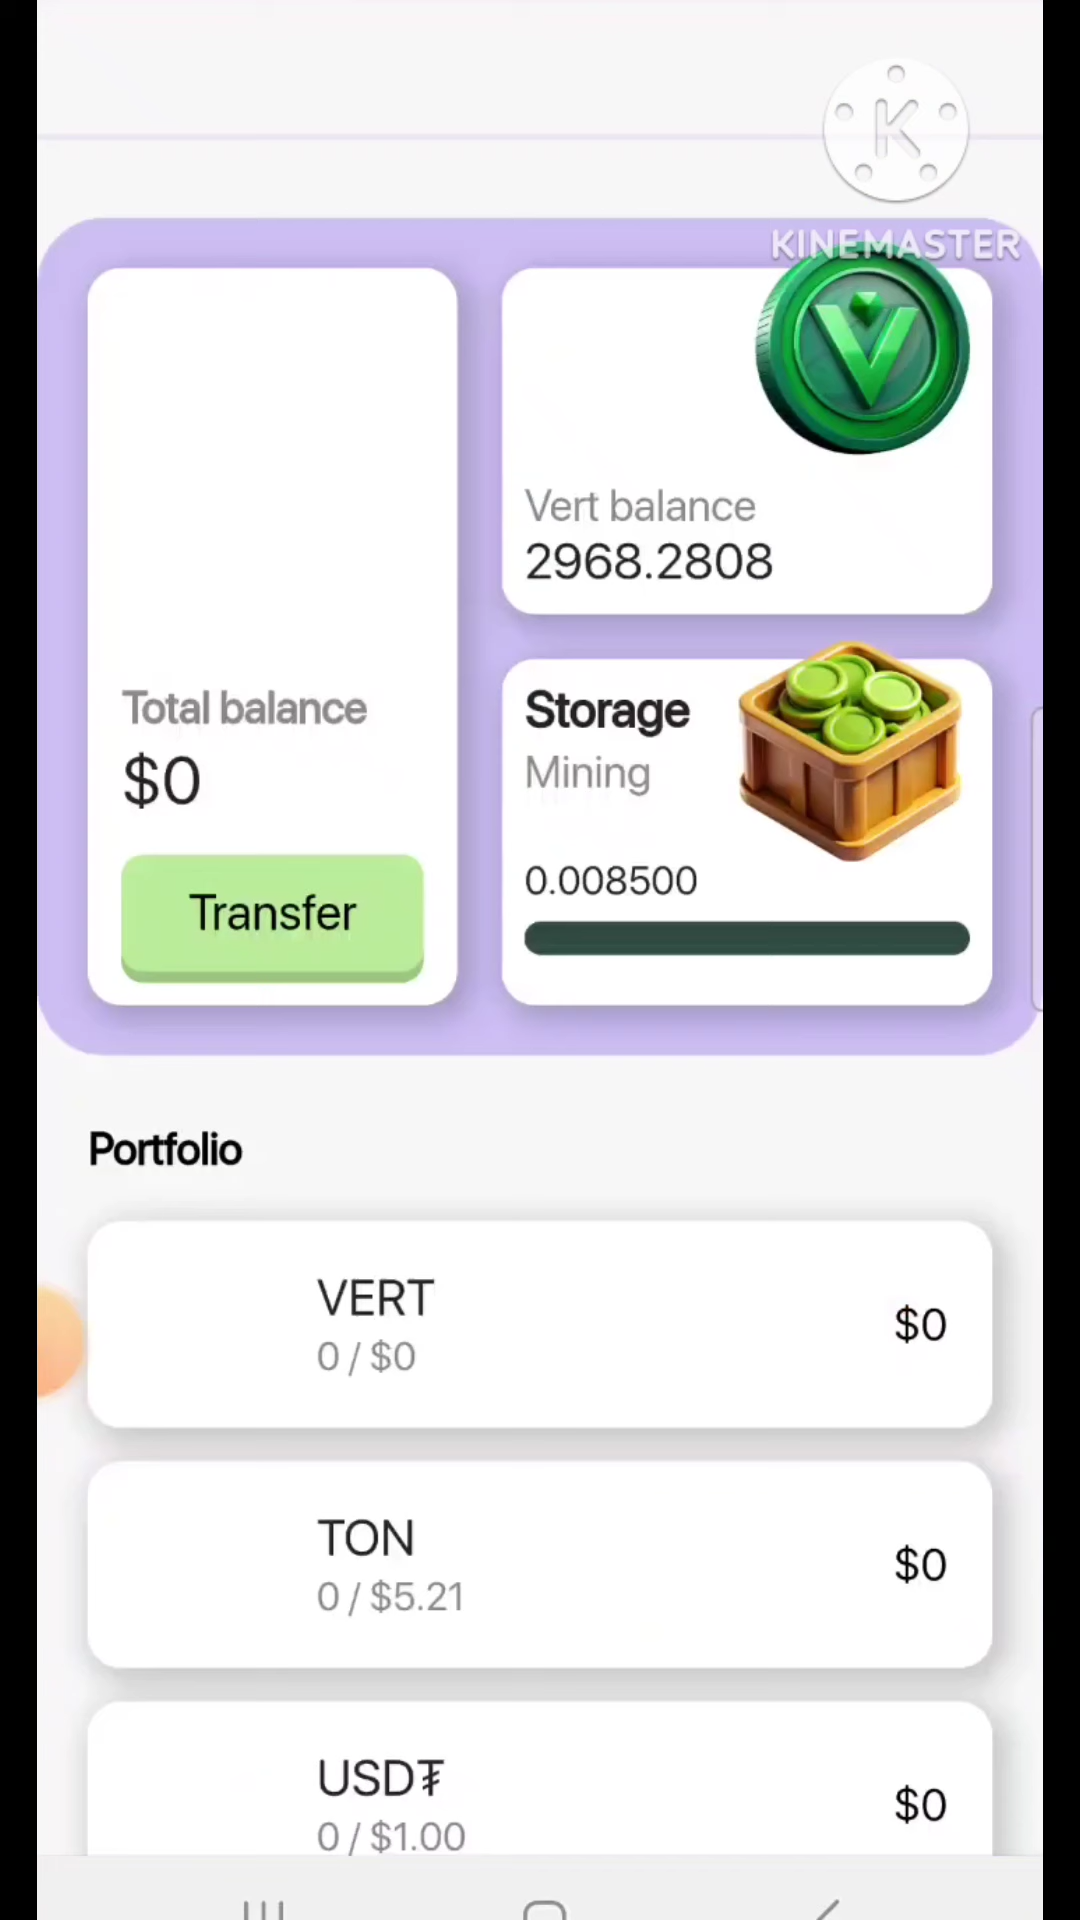 K
KINEMASTER
V
Vert balance
2968.2808
Total balance
$0
Transfer
Storage
Mining
0.008500
Portfolio
VERT
0 / $0
$0
TON
0 / $5.21
$0
USD₮
0 / $1.00
$0